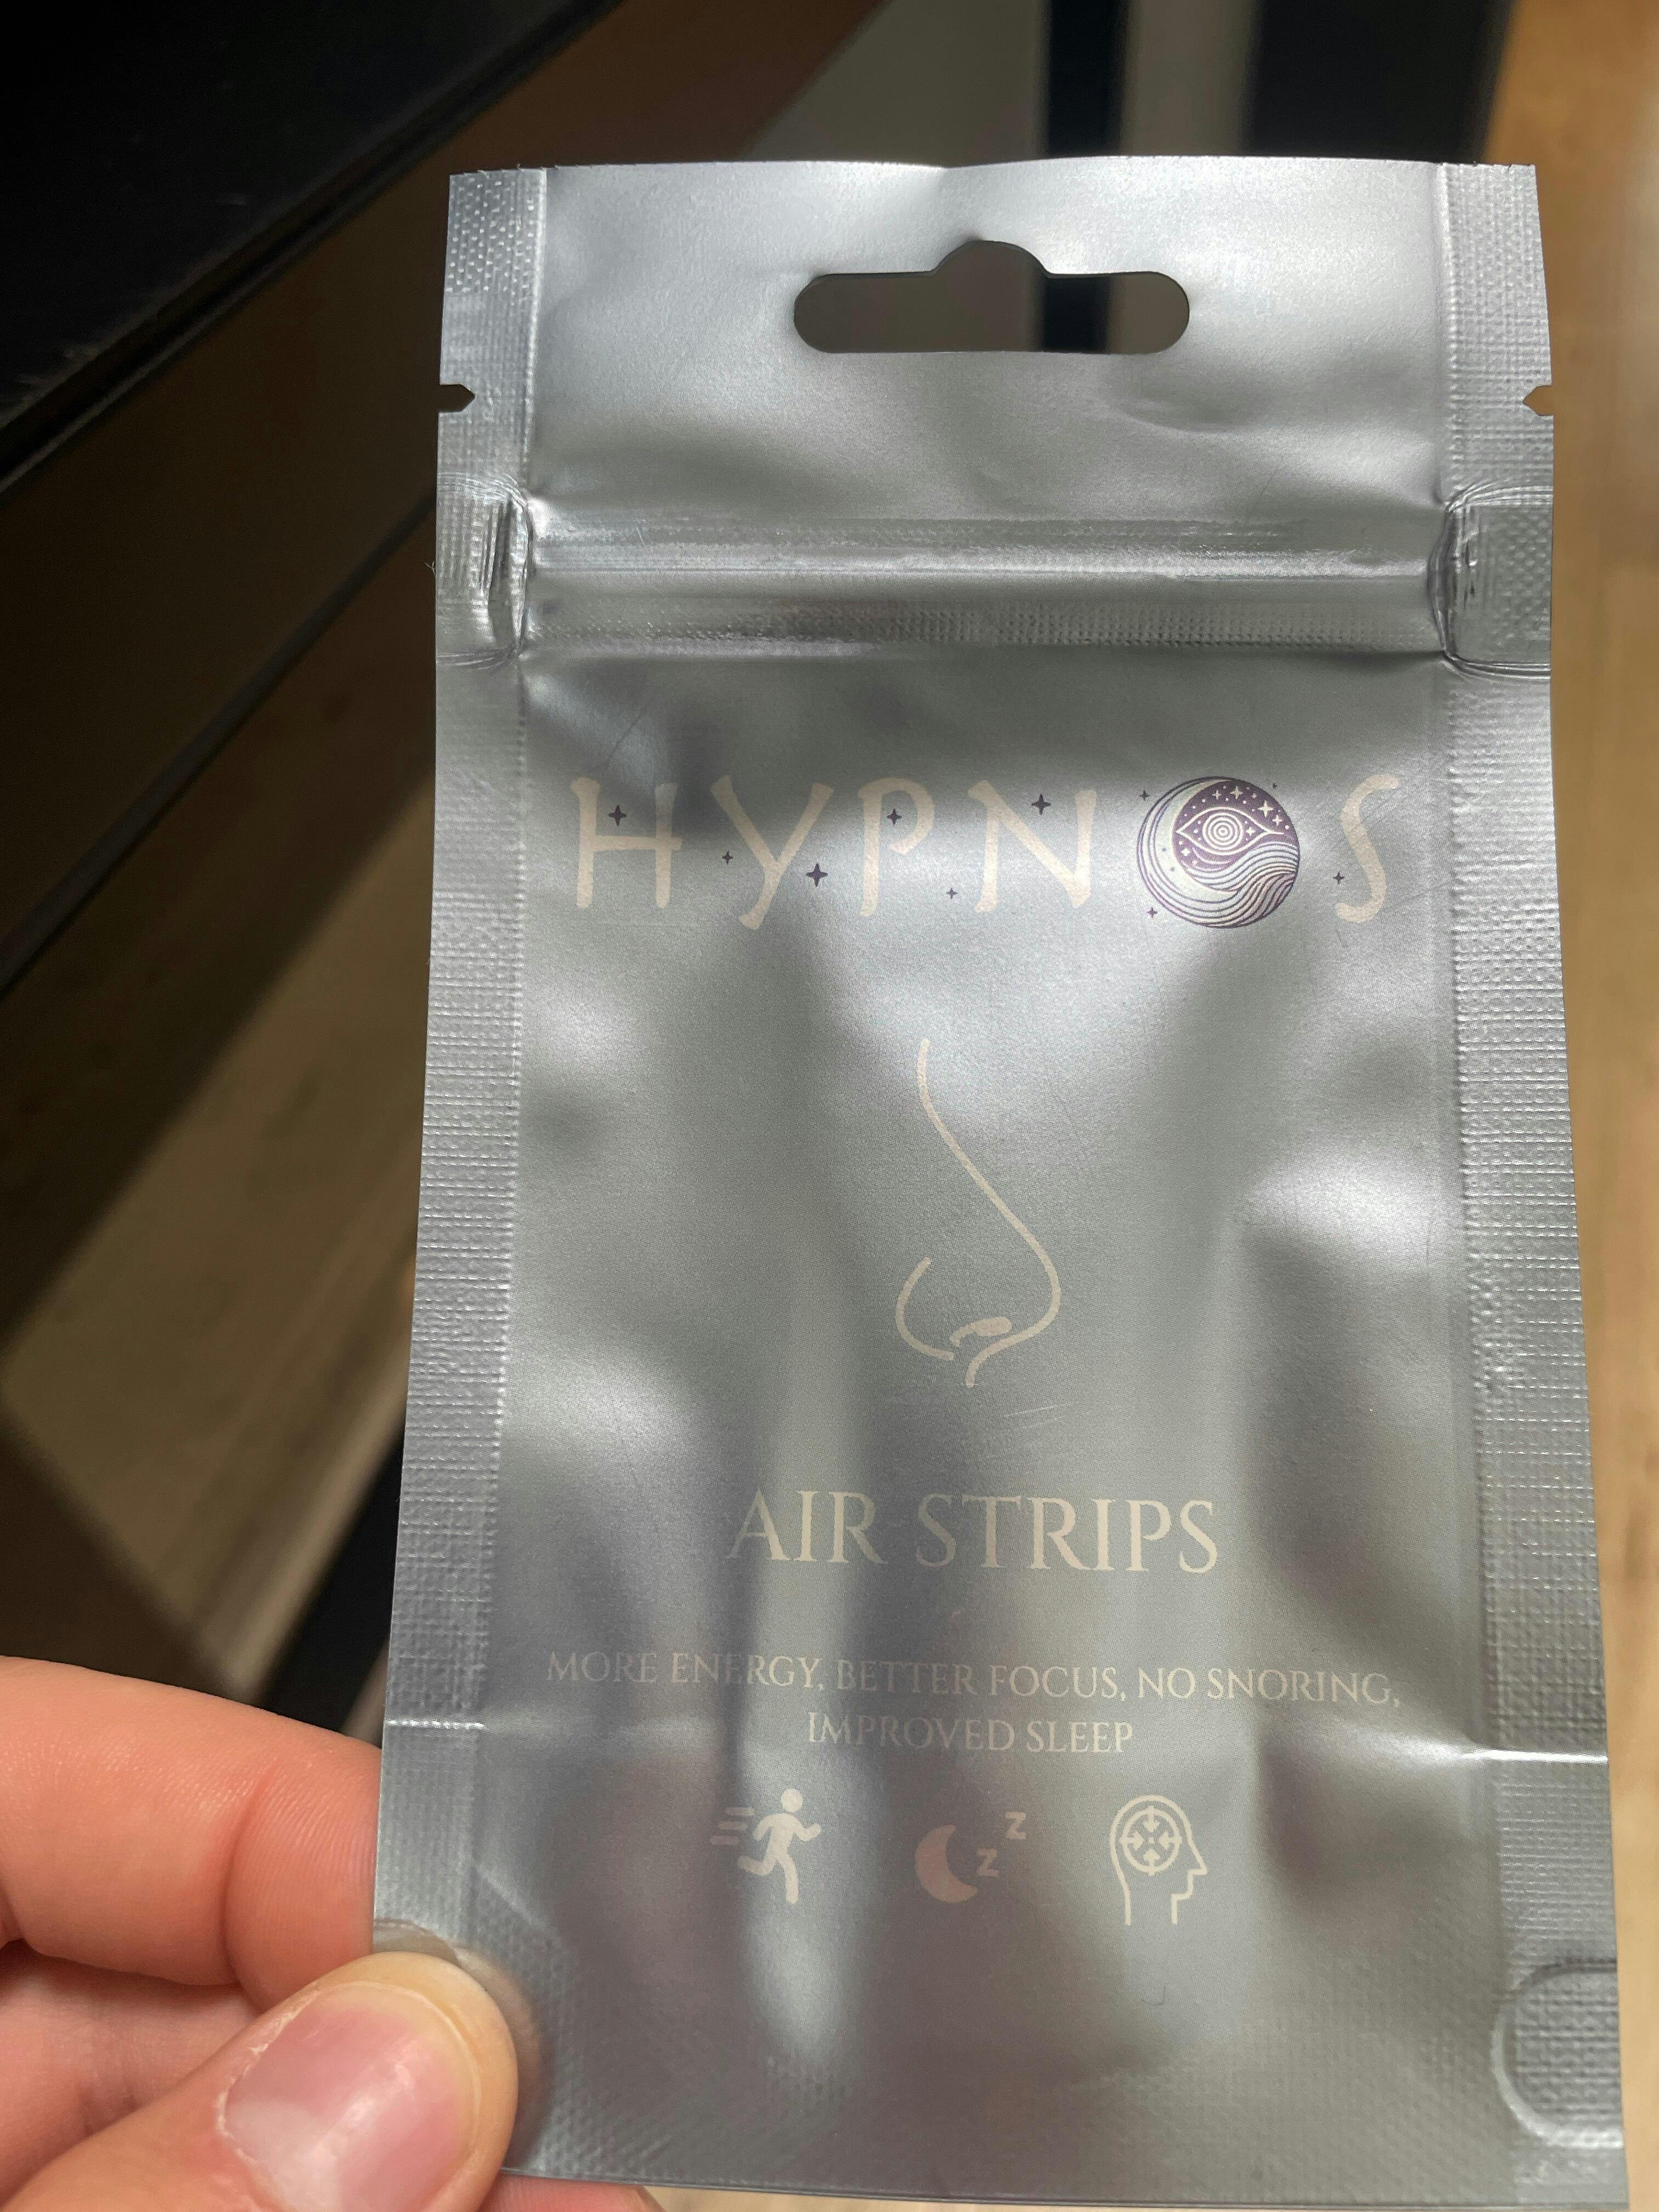 HYPNOS
AIR STRIPS
MORE ENERGY, BETTER FOCUS, NO SNORING,
IMPROVED SLEEP
z
z